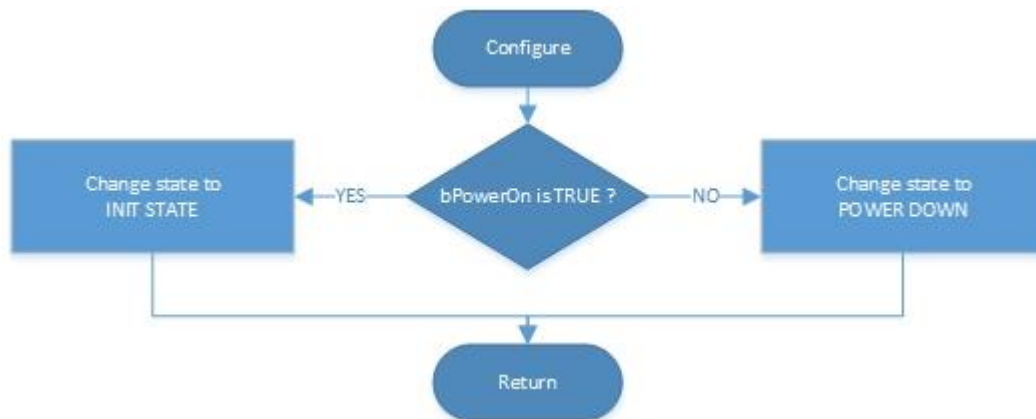 Configure
Change state to
INIT STATE
YES
bPowerOn is TRUE ?
NO
Change state to
POWER DOWN
Return